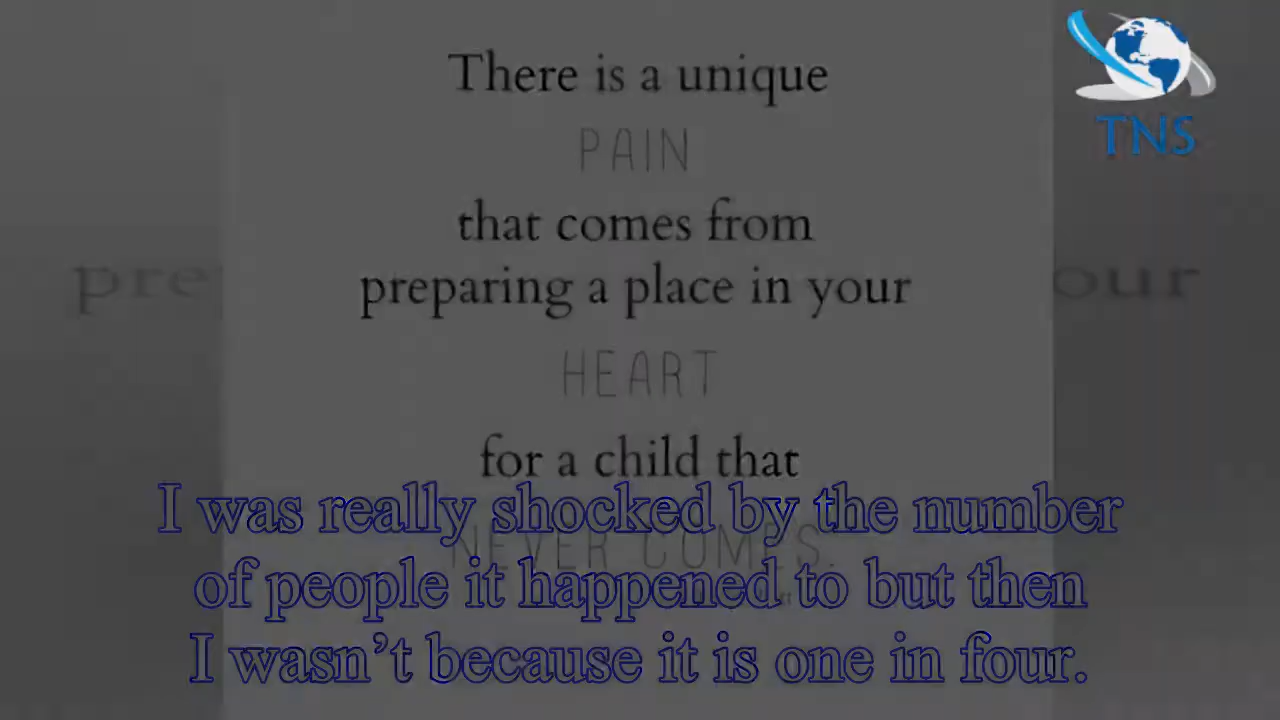 There is a unique
PAIN
that comes from
preparing a place in your
HEART
for a child that
NEVER COMES.
I was really shocked by the number
of people it happened to but then
I wasn’t because it is one in four.
TNS